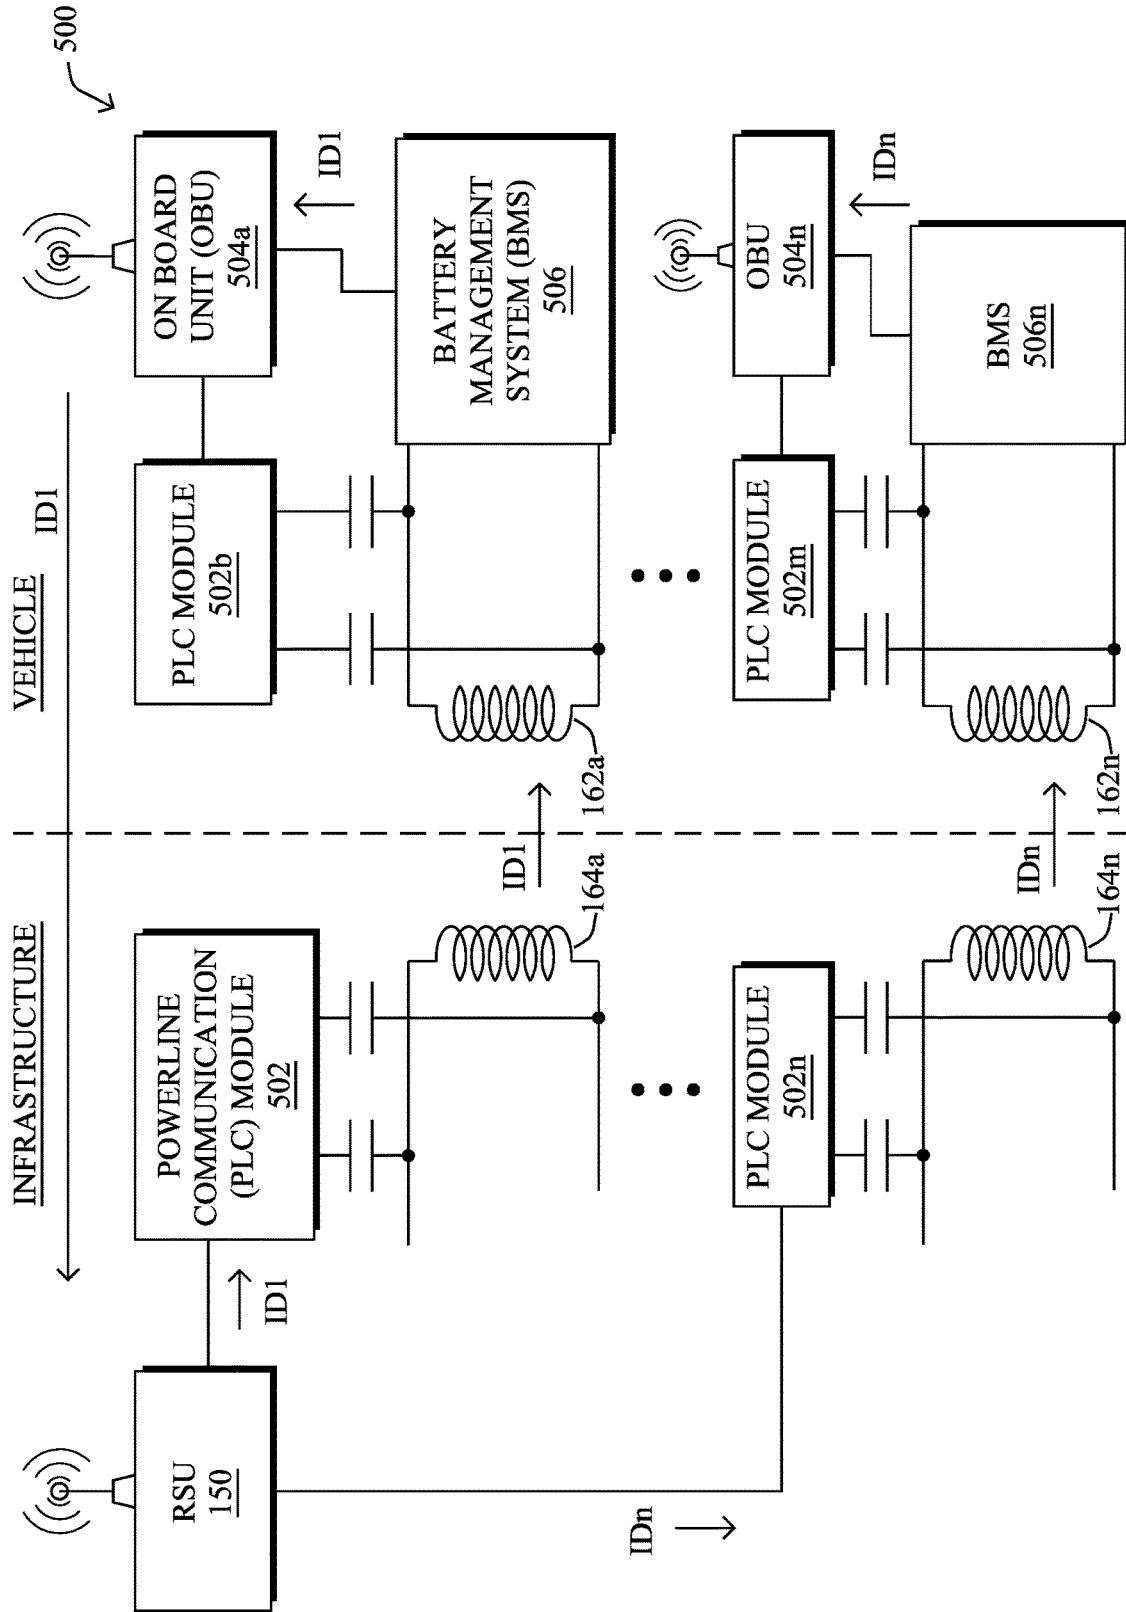 500
INFRASTRUCTURE
VEHICLE
ID1
RSU
150
ID1
POWERLINE
COMMUNICATION
(PLC) MODULE
502
PLC MODULE
502b
ON BOARD
UNIT (OBU)
504a
ID1
BATTERY
MANAGEMENT
SYSTEM (BMS)
506
164a
ID1
162a
IDn
PLC MODULE
502n
PLC MODULE
502m
OBU
504n
IDn
BMS
506n
164n
IDn
162n